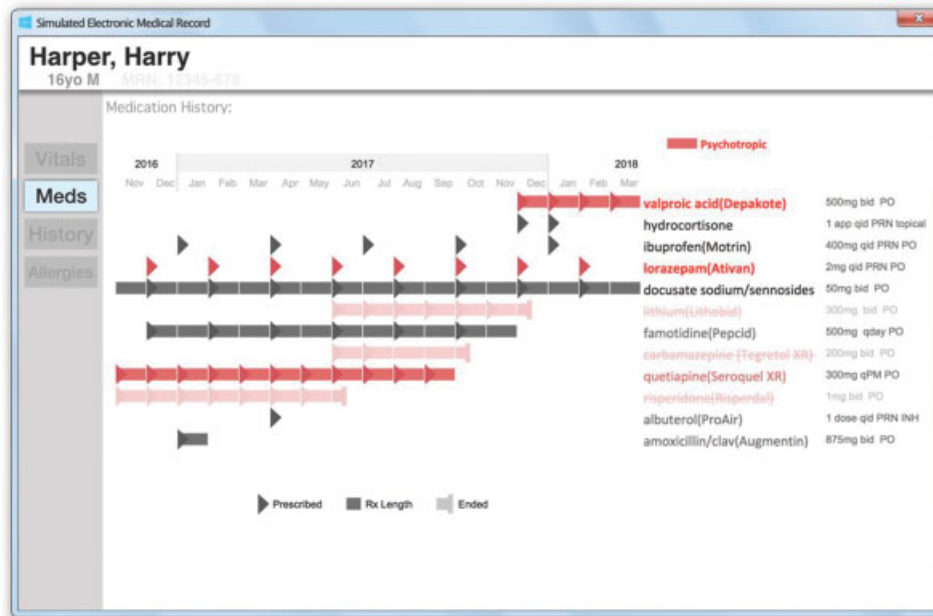 Simulated Electronic Medical Record
Harper, Harry
16yo M MRN: 12345-678
Medication History:
Vitals
Meds
History
Allergies
Psychotropic
2016 2017 2018
Nov Dec Jan Feb Mar Apr May Jun Jul Aug Sep Oct Nov Dec Jan Feb Mar
valproic acid(Depakote) 500mg bid PO
hydrocortisone 1 app qid PRN topical
ibuprofen(Motrin) 400mg qid PRN PO
lorazepam(Ativan) 2mg qid PRN PO
docusate sodium/sennosides 50mg bid PO
lithium(Lithobid) 300mg bid PO
famotidine(Pepcid) 500mg qday PO
carbamazepine (Tegretol XR) 200mg bid PO
quetiapine(Seroquel XR) 300mg qPM PO
risperidone(Risperdal) 1mg bid PO
albuterol(ProAir) 1 dose qid PRN INH
amoxicillin/clav(Augmentin) 875mg bid PO
Prescribed Rx Length Ended